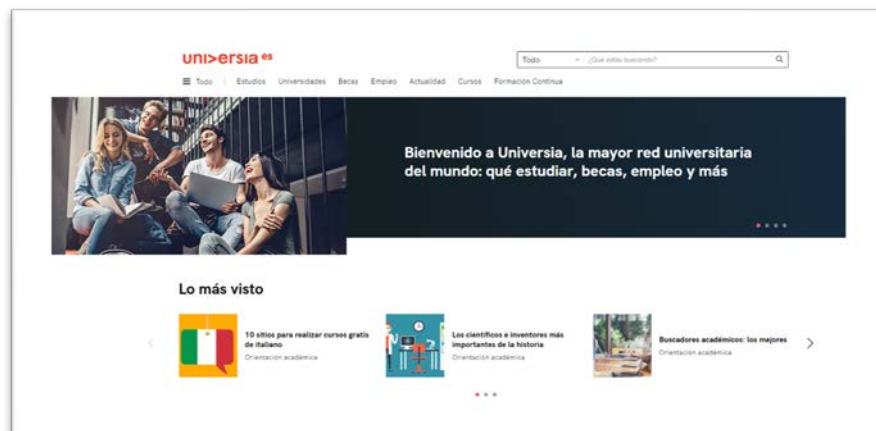 unı>ersıa es
Todo ¿Qué estás buscando?
Todo Estudios Universidades Becas Empleo Actualidad Cursos Formación Continua
Bienvenido a Universia, la mayor red universitaria
del mundo: qué estudiar, becas, empleo y más
Lo más visto
10 sitios para realizar cursos gratis
de italiano
Orientación académica
Los científicos e inventores más
importantes de la historia
Orientación académica
Buscadores académicos: los mejores
Orientación académica